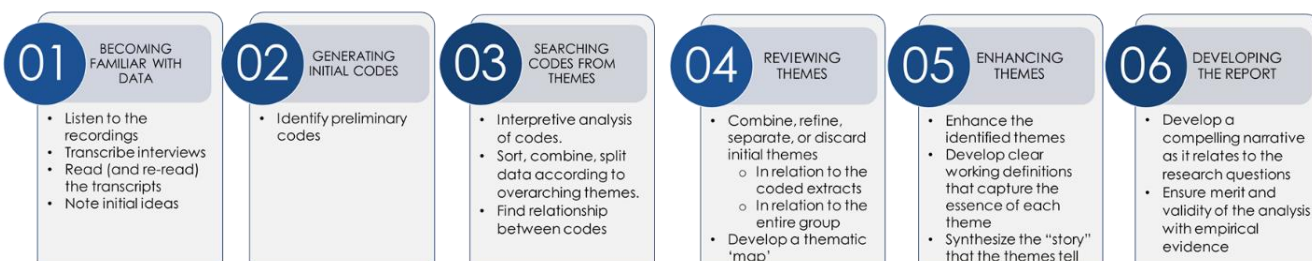 01
BECOMING
FAMILIAR WITH
DATA
• Listen to the
recordings
• Transcribe interviews
• Read (and re-read)
the transcripts
• Note initial ideas
02
GENERATING
INITIAL CODES
• Identify preliminary
codes
03
SEARCHING
CODES FROM
THEMES
• Interpretive analysis
of codes.
• Sort, combine, split
data according to
overarching themes.
• Find relationship
between codes
04
REVIEWING
THEMES
• Combine, refine,
separate, or discard
initial themes
o In relation to the
coded extracts
o In relation to the
entire group
• Develop a thematic
'map'
05
ENHANCING
THEMES
• Enhance the
identified themes
• Develop clear
working definitions
that capture the
essence of each
theme
• Synthesize the "story"
that the themes tell
06
DEVELOPING
THE REPORT
• Develop a
compelling narrative
as it relates to the
research questions
• Ensure merit and
validity of the analysis
with empirical
evidence